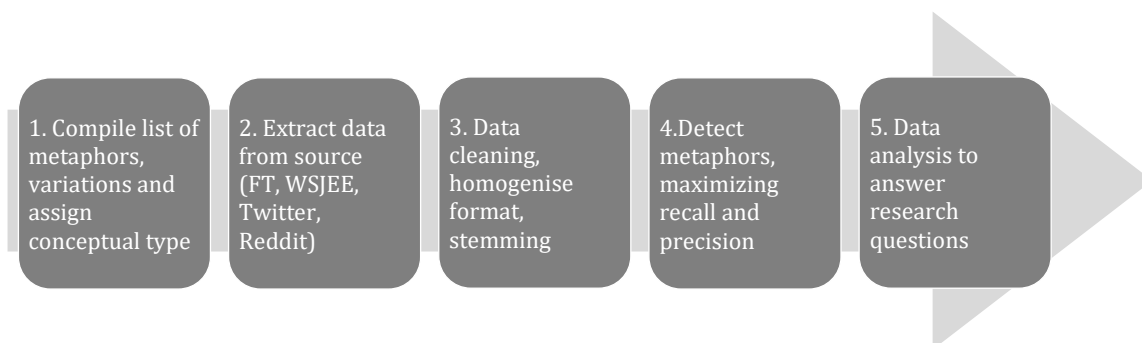 1. Compile list of
metaphors,
variations and
assign
conceptual type
2. Extract data
from source
(FT, WSJEE,
Twitter,
Reddit)
3. Data
cleaning,
homogenise
format,
stemming
4.Detect
metaphors,
maximizing
recall and
precision
5. Data
analysis to
answer
research
questions